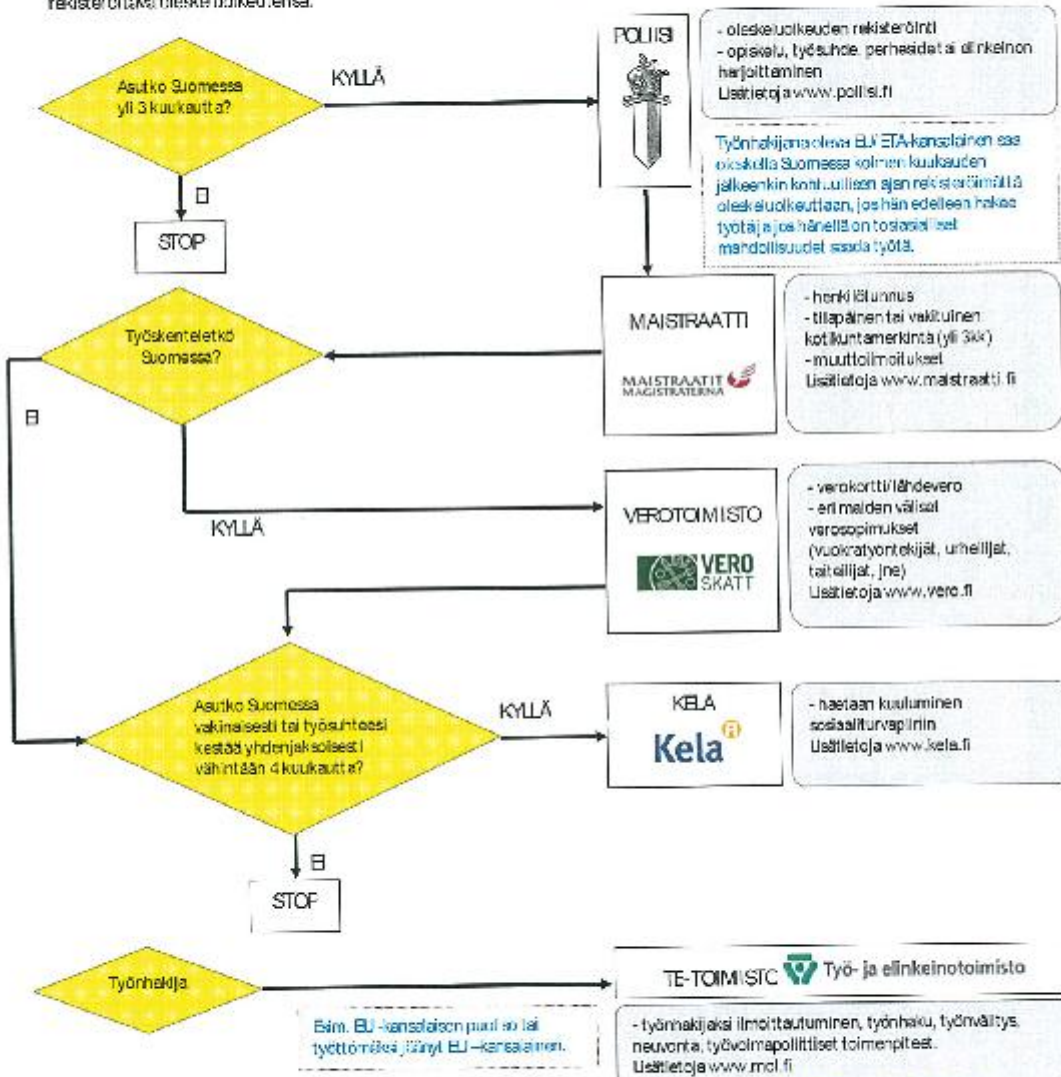 rekisteröitävä oleskeluoikeutensa.
POLIISI
- oleskeluoikeuden rekisteröinti
- opiskelu, työsuhde, perhesiteet tai elinkeinon
harjoittaminen
Lisätietoja www.poliisi.fi
Asutko Suomessa
yli 3 kuukautta?
KYLLÄ
Työnhakijana oleva EU/ETA-kansalainen saa
oleskella Suomessa kolmen kuukauden
jälkeenkin kohtuullisen ajan rekisteröimättä
oleskeluoikeuttaan, jos hän edelleen hakee
työtä ja jos hänellä on tosiasialliset
mahdollisuudet saada työtä.
EI
STOP
MAISTRAATTI
MAISTRAATIT
MAGISTRATERNA
- henkilötunnus
- tilapäinen tai vakituinen
kotikuntamerkintä (yli 3kk)
- muuttoilmoitukset
Lisätietoja www.maistraatti.fi
Työskenteletkö
Suomessa?
EI
KYLLÄ
VEROTOIMISTO
VERO
SKATT
- verokortti/lähdevero
- eri maiden väliset
verosopimukset
(vuokratyöntekijät, urheilijat,
taiteilijat, jne)
Lisätietoja www.vero.fi
Asutko Suomessa
vakinaisesti tai työsuhteesi
kestää yhdenjaksoisesti
vähintään 4 kuukautta?
KYLLÄ
KELA
Kela
- haetaan kuuluminen
sosiaaliturvapiiriin
Lisätietoja www.kela.fi
EI
STOP
Työnhakija
TE-TOIMISTO Työ- ja elinkeinotoimisto
Esim. EU-kansalaisen puoliso tai
työttömäksi jäänyt EU-kansalainen.
- työnhakijaksi ilmoittautuminen, työnhaku, työnvälitys,
neuvonta, työvoimapoliittiset toimenpiteet.
Lisätietoja www.mol.fi